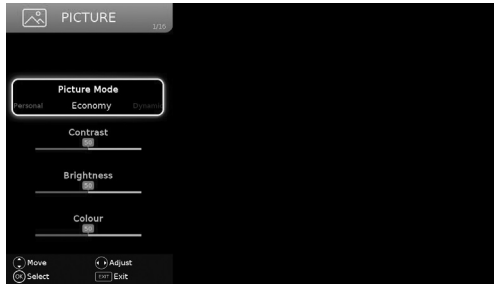 PICTURE
1/16
Picture Mode
Personal Economy Dynamic
Contrast
50
Brightness
50
Colour
50
Move Adjust
OK Select EXIT Exit